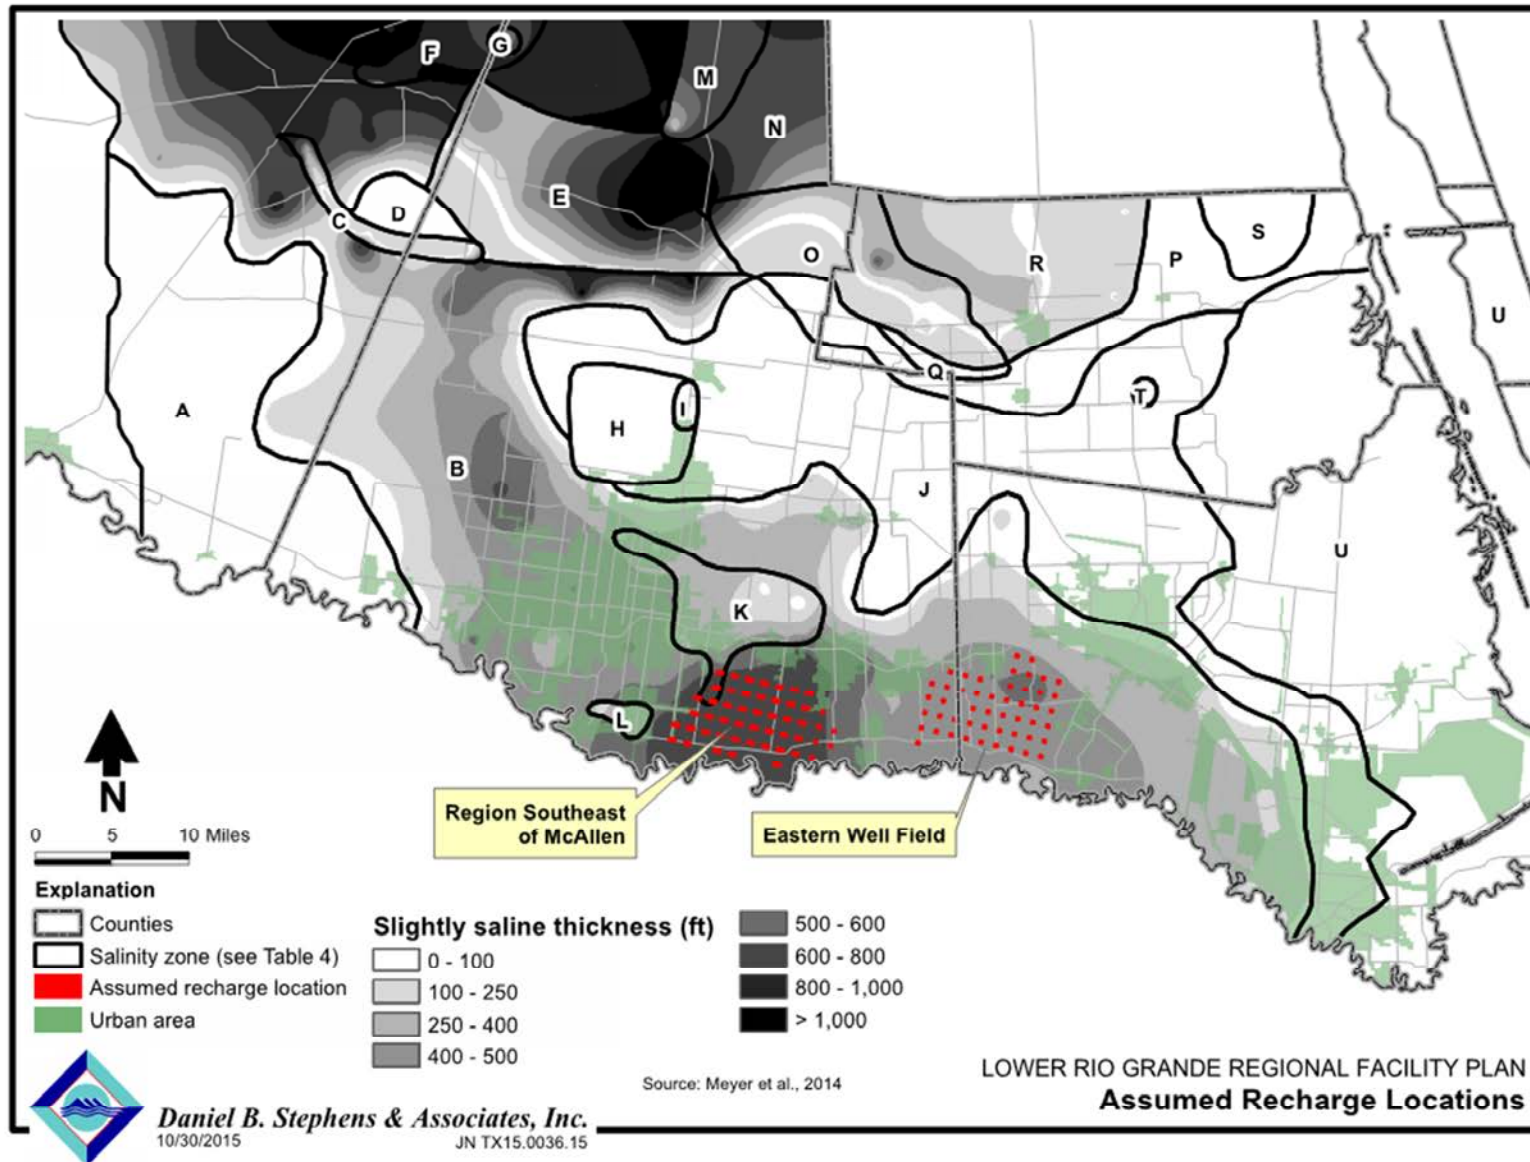 F
G
M
N
E
C
D
O
R
P
S
U
Q
T
A
H
I
B
J
U
K
L
N
Region Southeast
of McAllen
Eastern Well Field
0 5 10 Miles
Explanation
Counties
Salinity zone (see Table 4)
Assumed recharge location
Urban area
Slightly saline thickness (ft)
0 - 100
100 - 250
250 - 400
400 - 500
500 - 600
600 - 800
800 - 1,000
> 1,000
Source: Meyer et al., 2014
LOWER RIO GRANDE REGIONAL FACILITY PLAN
Assumed Recharge Locations
Daniel B. Stephens & Associates, Inc.
10/30/2015 JN TX15.0036.15